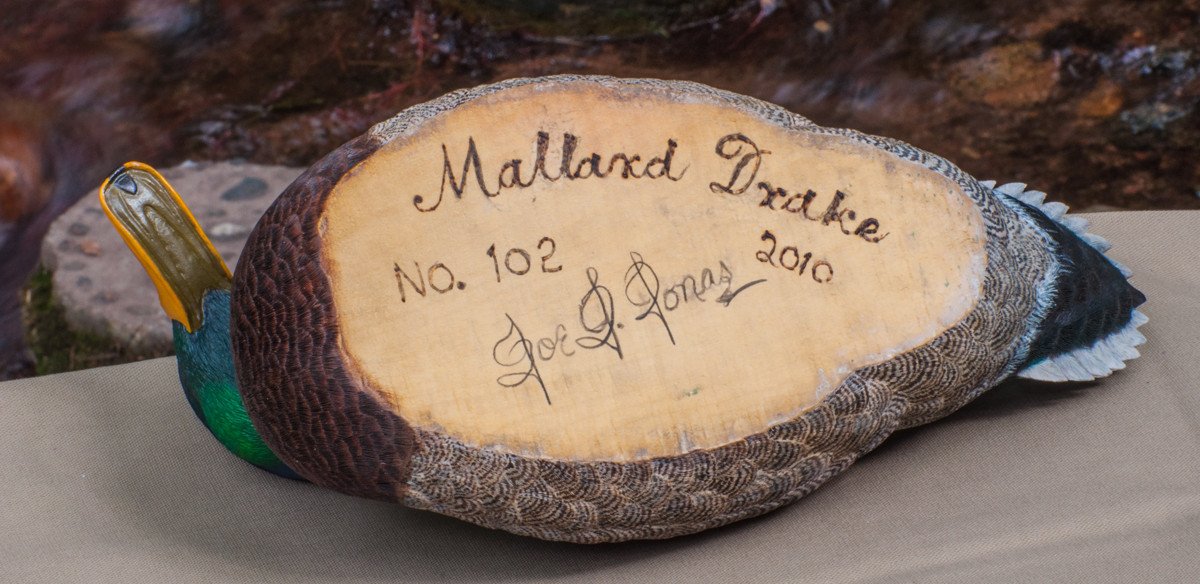 Mallard Drake
No. 102
2010
Joe J. Jonas